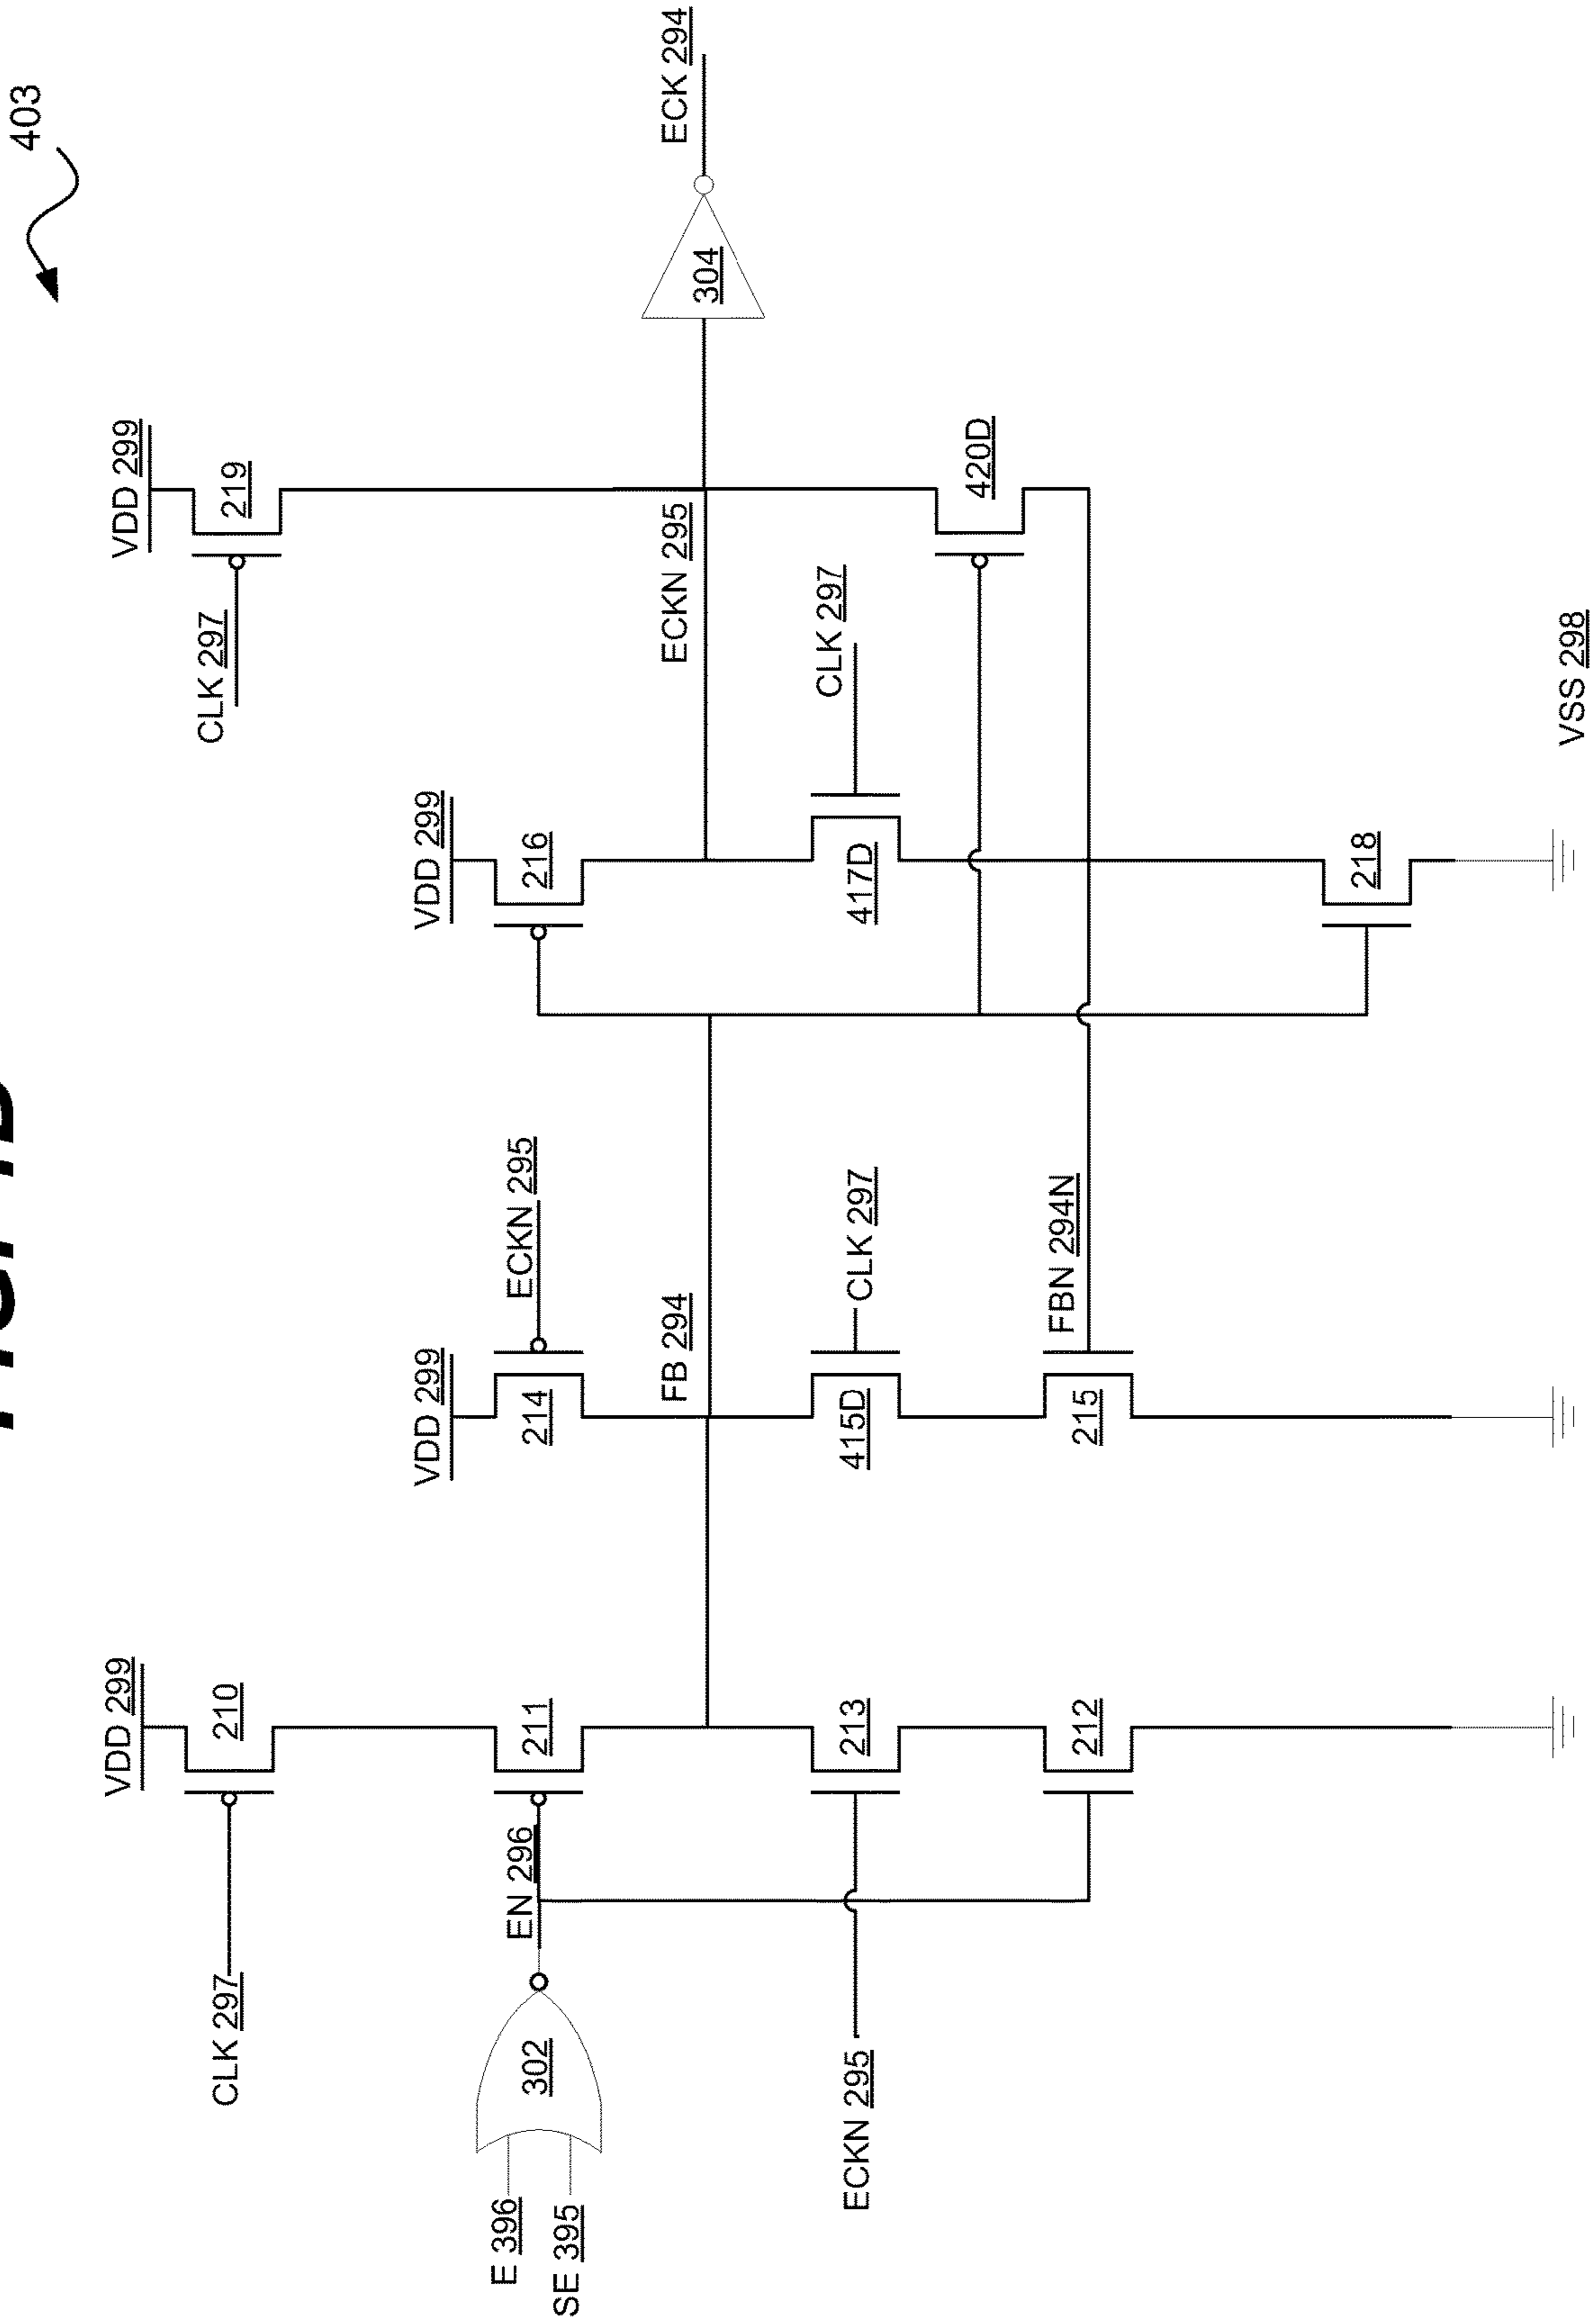 403
VDD 299
CLK 297
210
E 396
SE 395
302
EN 296
211
ECKN 295
213
212
VDD 299
214
ECKN 295
FB 294
415D
CLK 297
215
FBN 294N
VDD 299
216
417D
CLK 297
218
ECKN 295
VDD 299
CLK 297
219
420D
304
ECK 294
VSS 298